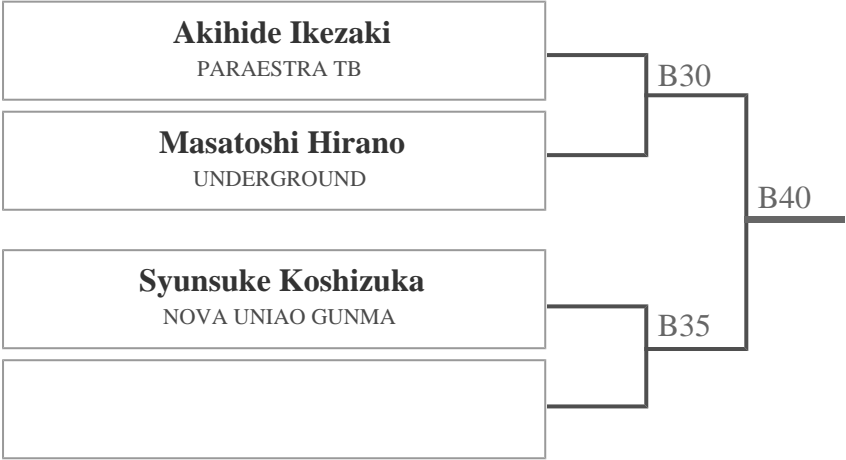 Akihide Ikezaki
PARAESTRA TB
B30
Masatoshi Hirano
UNDERGROUND
B40
Syunsuke Koshizuka
NOVA UNIAO GUNMA
B35